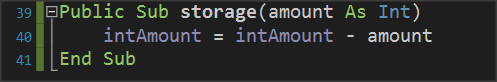 39 Public Sub storage(amount As Int)
40 intAmount = intAmount - amount
41 End Sub